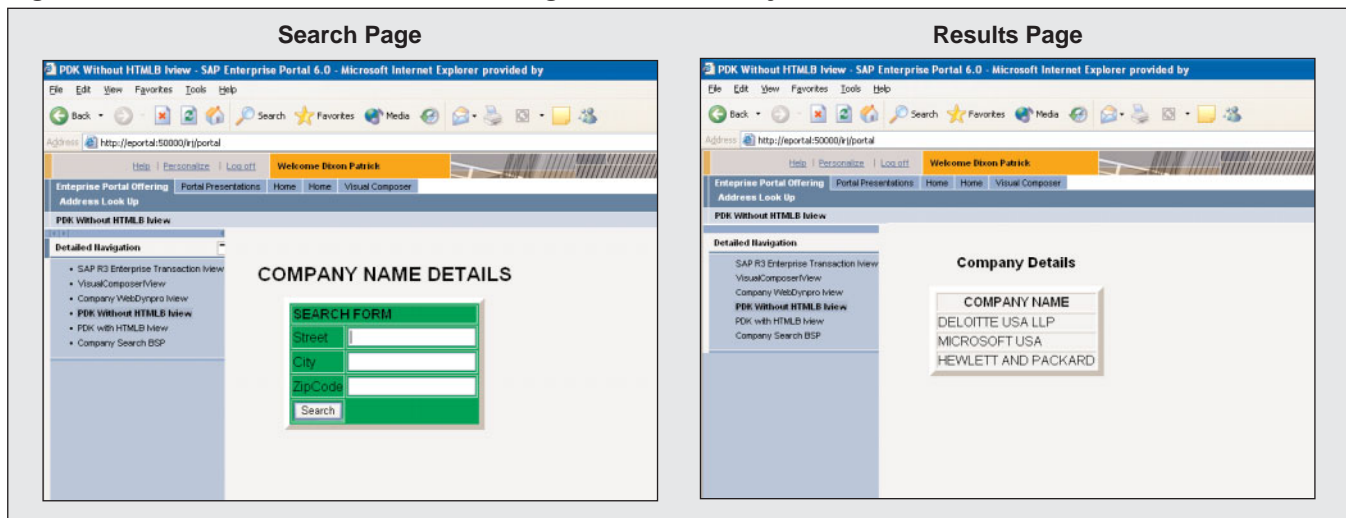 Search Page
PDK Without HTMLB Iview - SAP Enterprise Portal 6.0 - Microsoft Internet Explorer provided by
File Edit View Favorites Tools Help
Back Search Favorites Media
Address http://eportal:50000/irj/portal
Help | Personalize | Log off Welcome Dixon Patrick
Enteprise Portal Offering Portal Presentations Home Home Visual Composer
Address Look Up
PDK Without HTMLB Iview
Detailed Navigation
• SAP R3 Enterprise Transaction Iview
• VisualComposerIView
• Company WebDynpro Iview
• PDK Without HTMLB Iview
• PDK with HTMLB Iview
• Company Search BSP
COMPANY NAME DETAILS
SEARCH FORM
Street
City
ZipCode
Search
Results Page
PDK Without HTMLB Iview - SAP Enterprise Portal 6.0 - Microsoft Internet Explorer provided by
File Edit View Favorites Tools Help
Back Search Favorites Media
Address http://eportal:50000/irj/portal
Help | Personalize | Log off Welcome Dixon Patrick
Enteprise Portal Offering Portal Presentations Home Home Visual Composer
Address Look Up
PDK Without HTMLB Iview
Detailed Navigation
SAP R3 Enterprise Transaction Iview
VisualComposerIView
Company WebDynpro Iview
PDK Without HTMLB Iview
PDK with HTMLB Iview
Company Search BSP
Company Details
COMPANY NAME
DELOITTE USA LLP
MICROSOFT USA
HEWLETT AND PACKARD